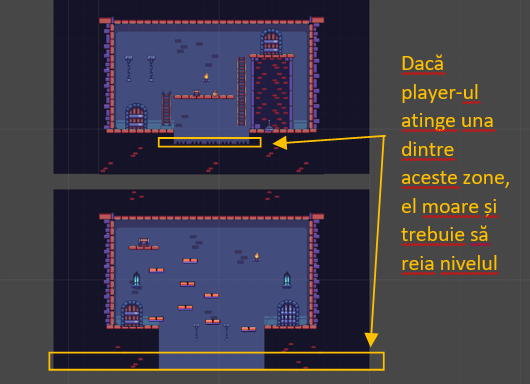 Dacă
player-ul
atinge una
dintre
aceste zone,
el moare și
trebuie să
reia nivelul